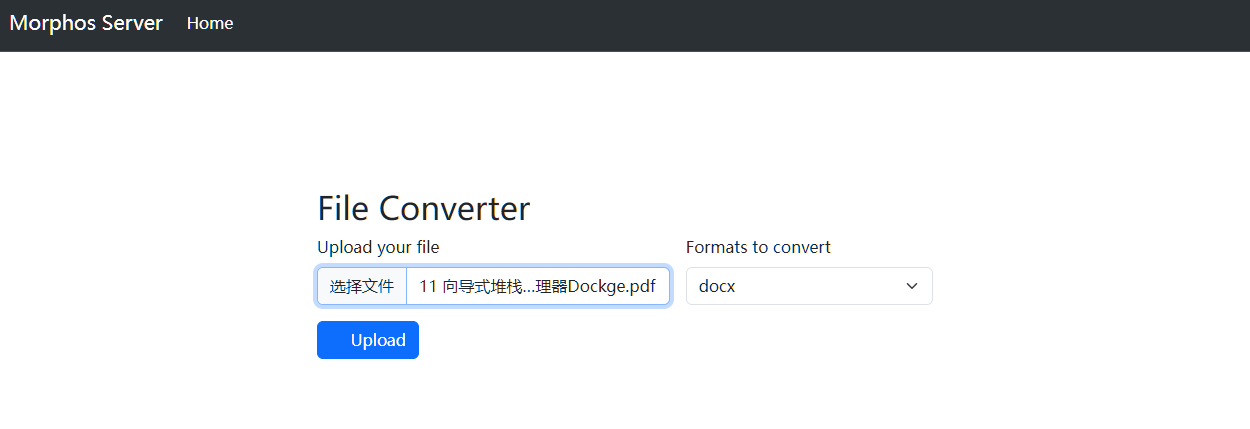 Morphos Server Home
File Converter
Upload your file Formats to convert
选择文件 11 向导式堆栈...理器Dockge.pdf docx
Upload